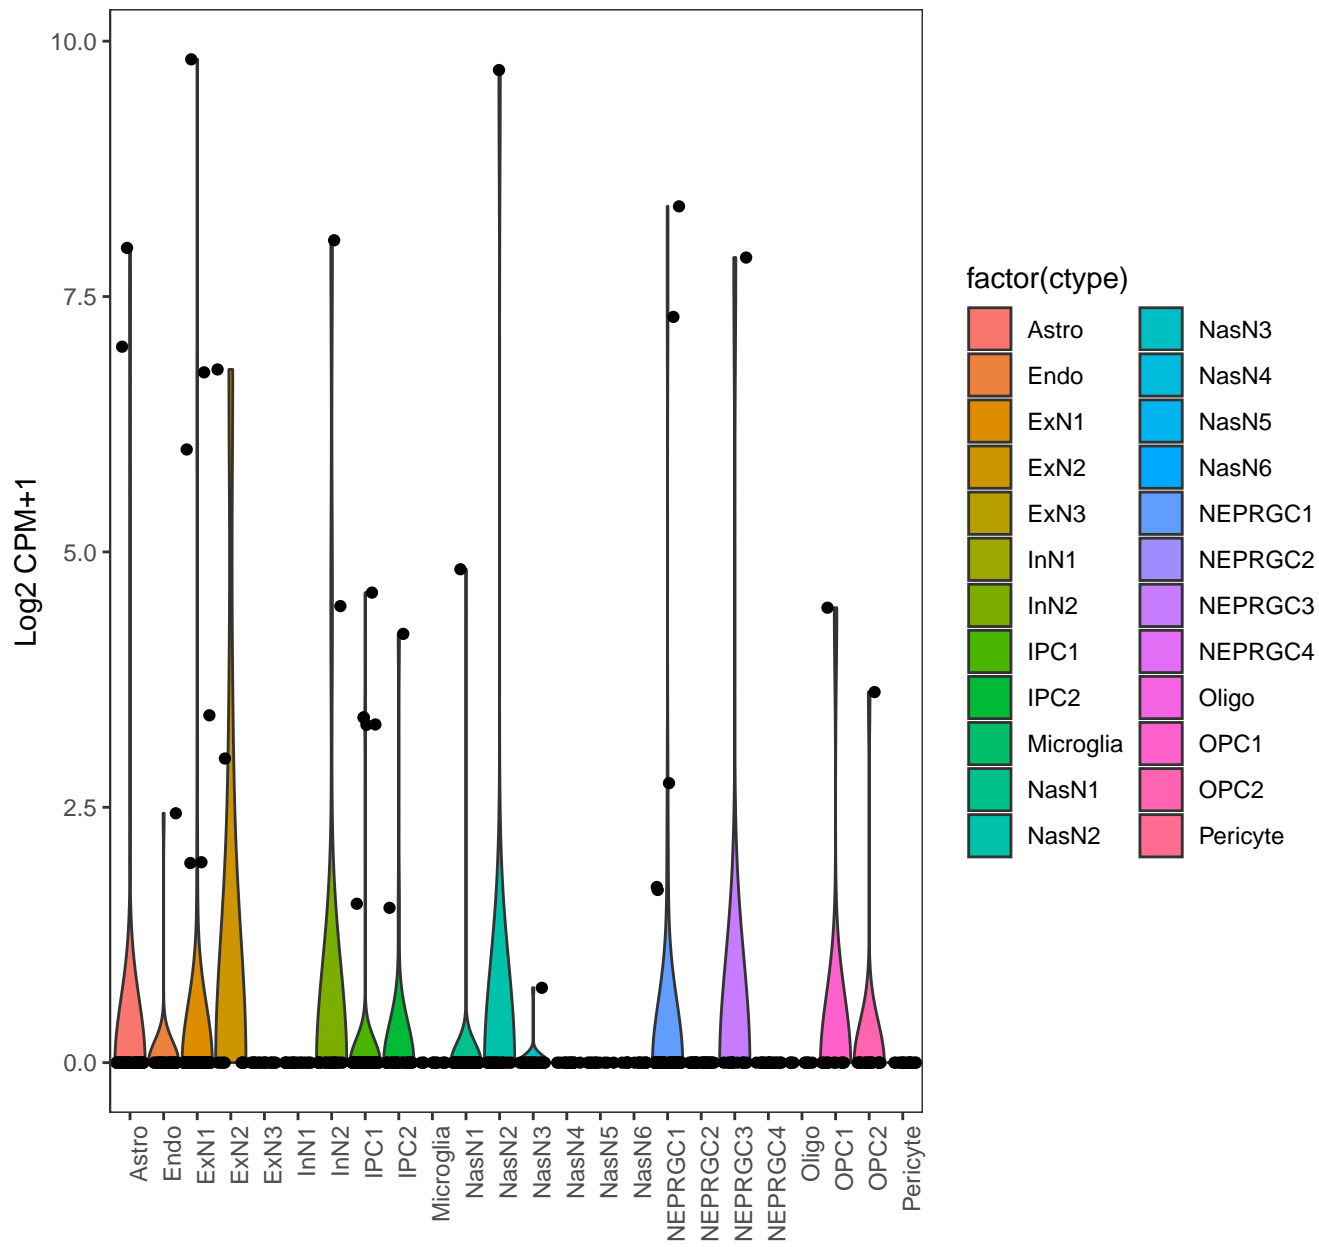 10.0
7.5
5.0
2.5
0.0
Log2 CPM+1
Astro
Endo
ExN1
ExN2
ExN3
InN1
InN2
IPC1
IPC2
Microglia
NasN1
NasN2
NasN3
NasN4
NasN5
NasN6
NEPRGC1
NEPRGC2
NEPRGC3
NEPRGC4
Oligo
OPC1
OPC2
Pericyte
factor(ctype)
Astro
Endo
ExN1
ExN2
ExN3
InN1
InN2
IPC1
IPC2
Microglia
NasN1
NasN2
NasN3
NasN4
NasN5
NasN6
NEPRGC1
NEPRGC2
NEPRGC3
NEPRGC4
Oligo
OPC1
OPC2
Pericyte